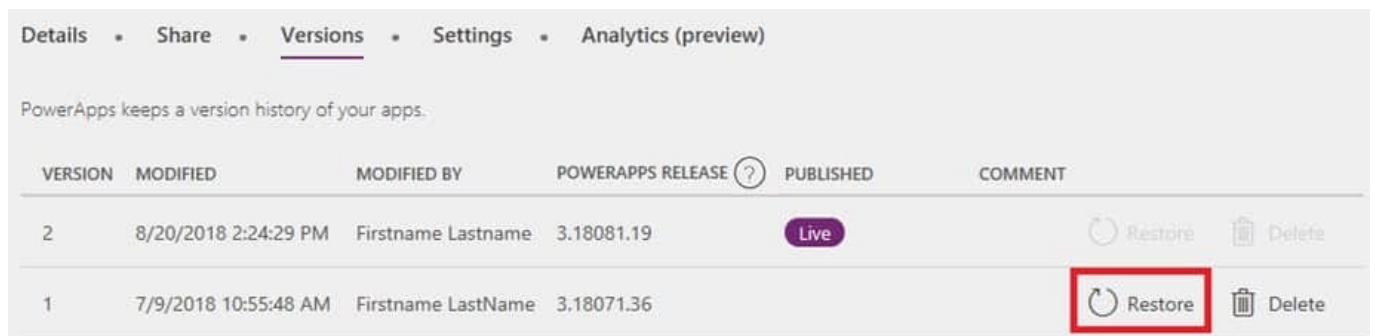 Details • Share • Versions • Settings • Analytics (preview)
PowerApps keeps a version history of your apps.
VERSION MODIFIED MODIFIED BY POWERAPPS RELEASE ? PUBLISHED COMMENT
2 8/20/2018 2:24:29 PM Firstname Lastname 3.18081.19 Live Restore Delete
1 7/9/2018 10:55:48 AM Firstname LastName 3.18071.36 Restore Delete